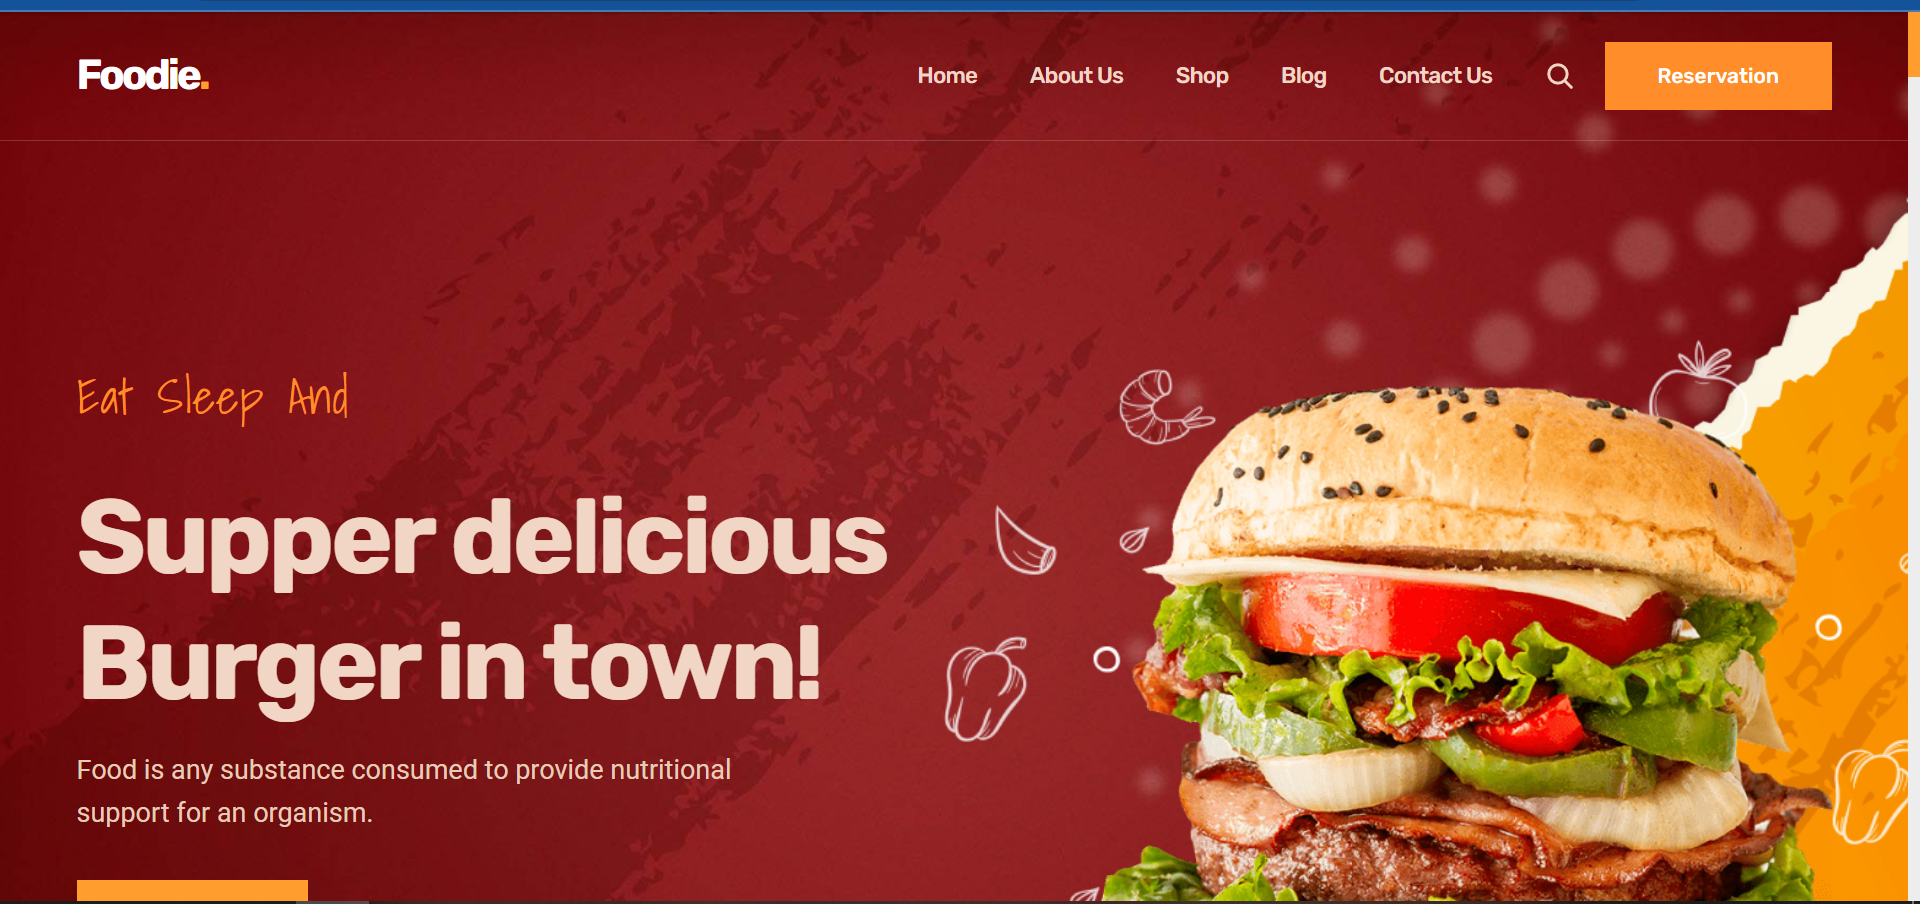 Foodie.
Home About Us Shop Blog Contact Us Reservation
Eat Sleep And
Supper delicious
Burger in town!
Food is any substance consumed to provide nutritional
support for an organism.